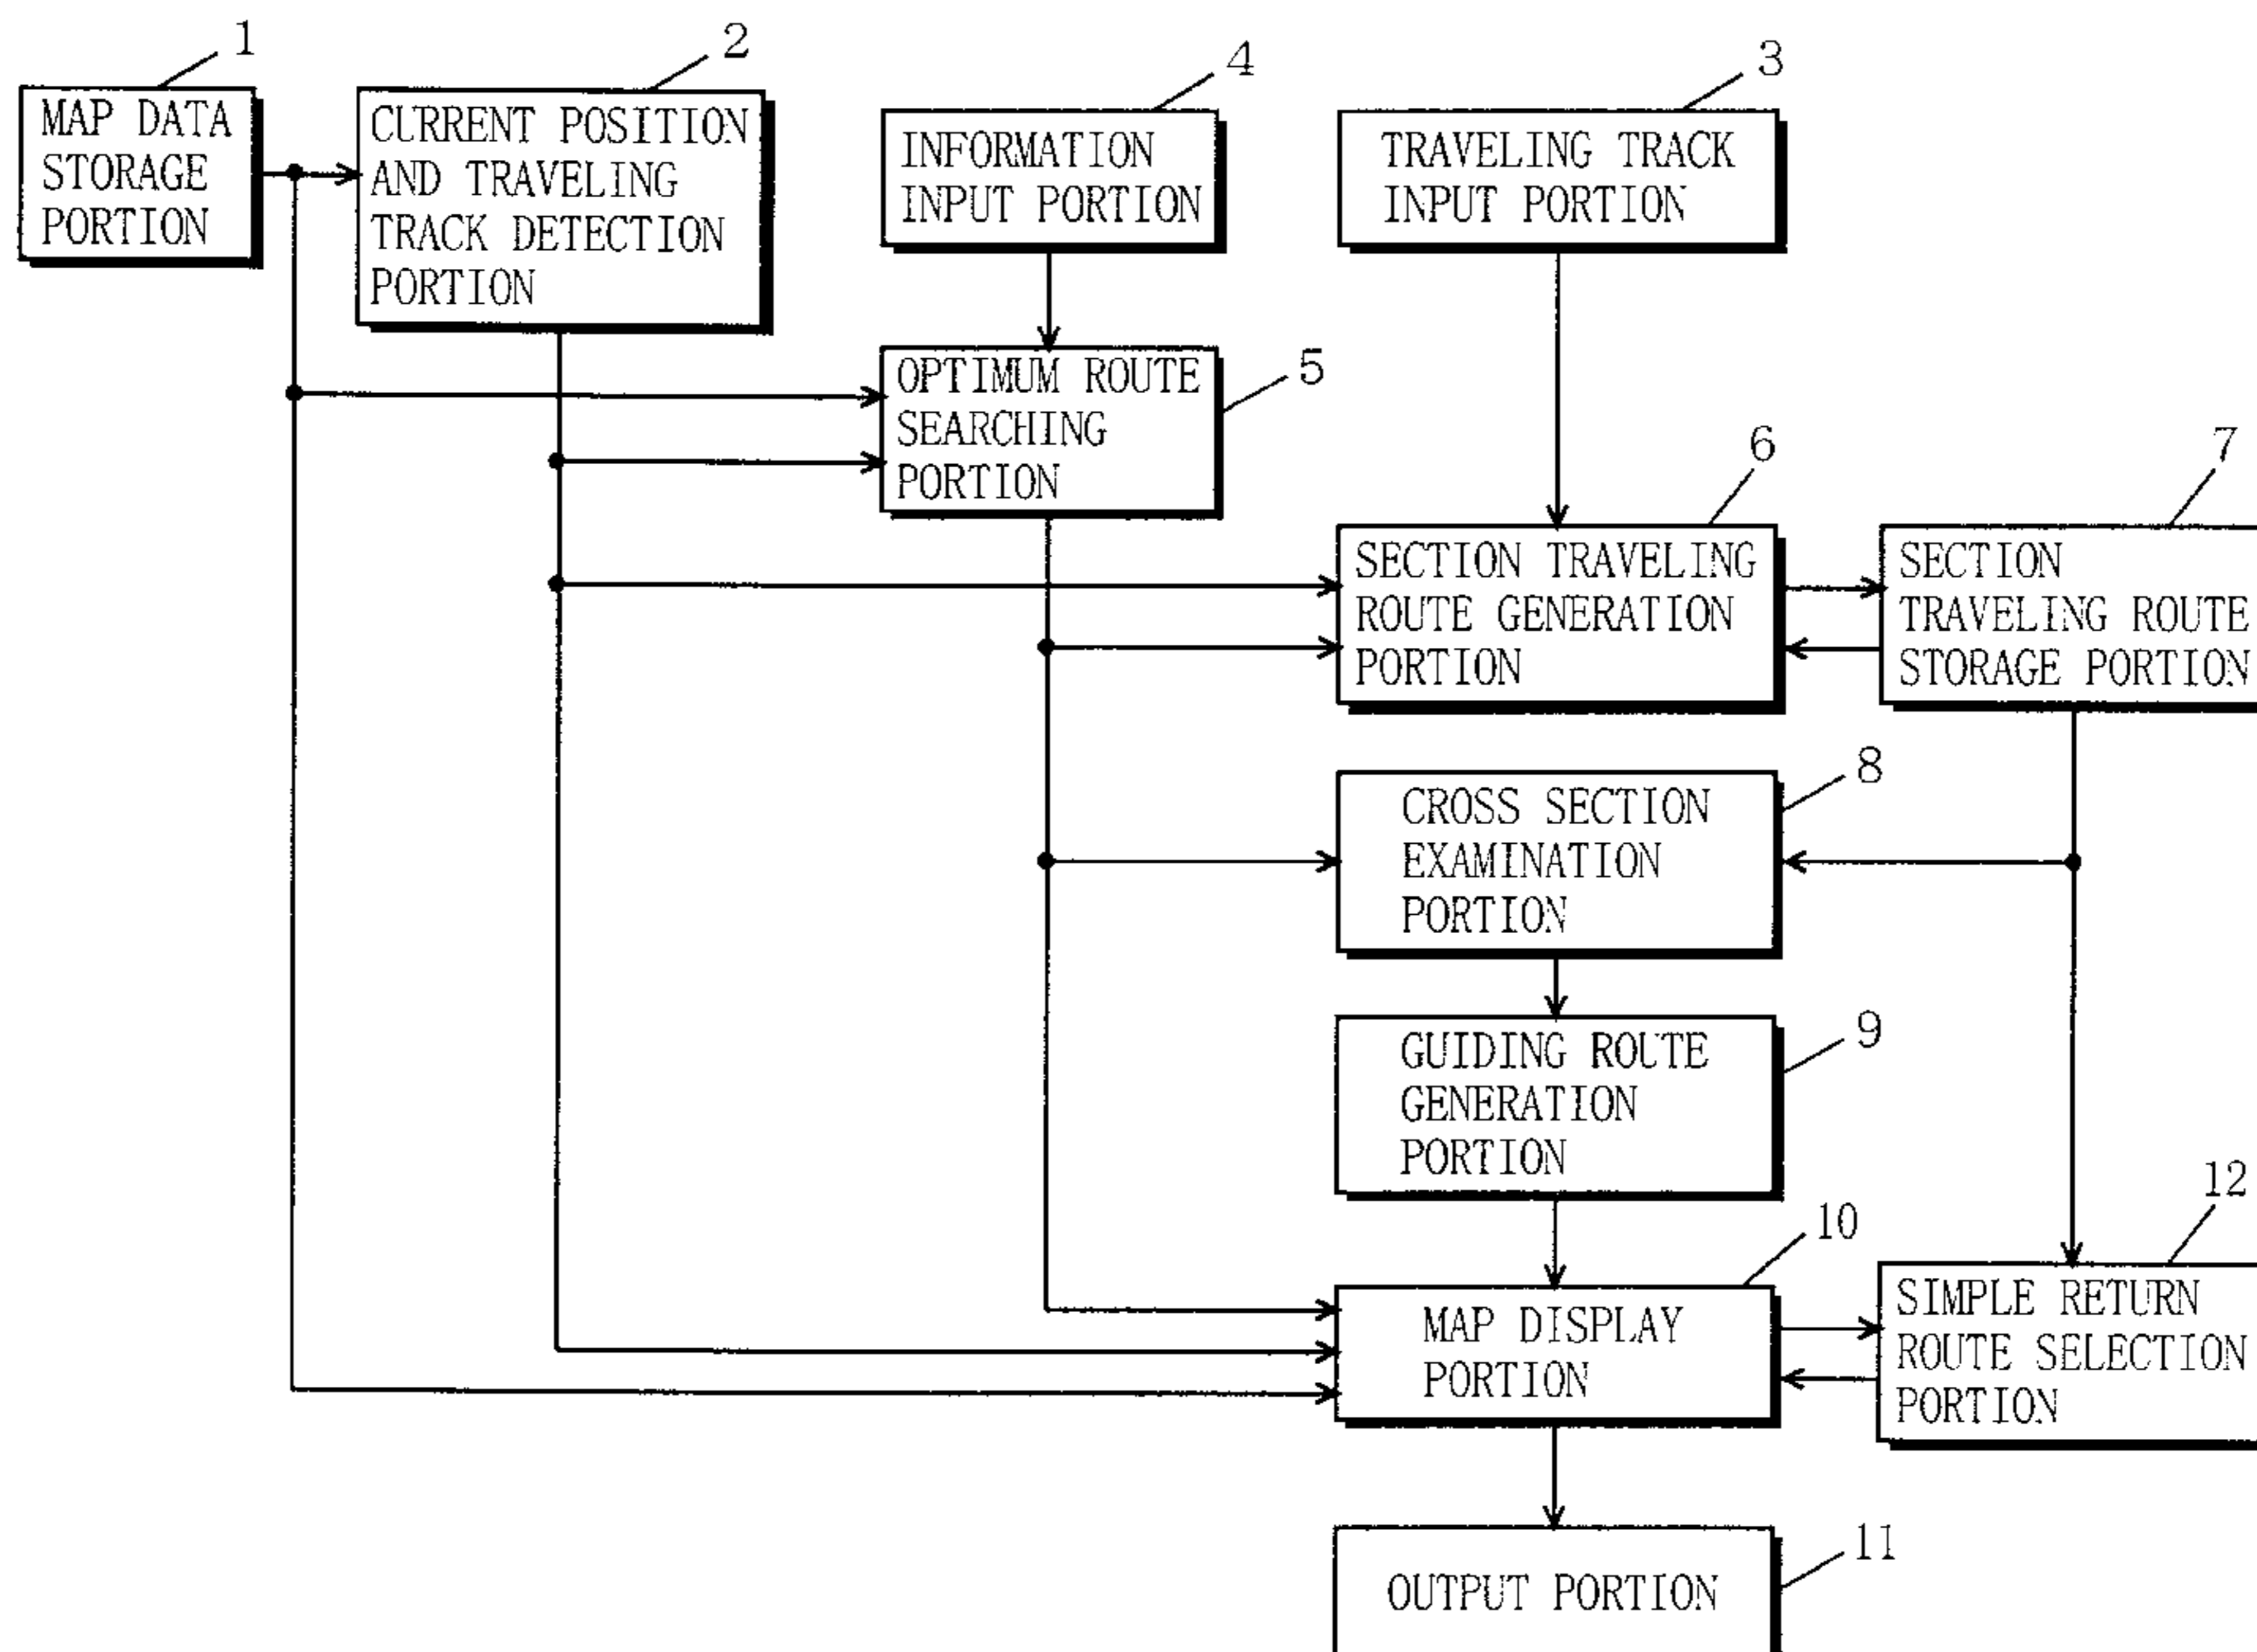 1
MAP DATA
STORAGE
PORTION
2
CURRENT POSITION
AND TRAVELING
TRACK DETECTION
PORTION
4
INFORMATION
INPUT PORTION
3
TRAVELING TRACK
INPUT PORTION
5
OPTIMUM ROUTE
SEARCHING
PORTION
6
SECTION TRAVELING
ROUTE GENERATION
PORTION
7
SECTION
TRAVELING ROUTE
STORAGE PORTION
8
CROSS SECTION
EXAMINATION
PORTION
9
GUIDING ROUTE
GENERATION
PORTION
10
MAP DISPLAY
PORTION
12
SIMPLE RETURN
ROUTE SELECTION
PORTION
11
OUTPUT PORTION